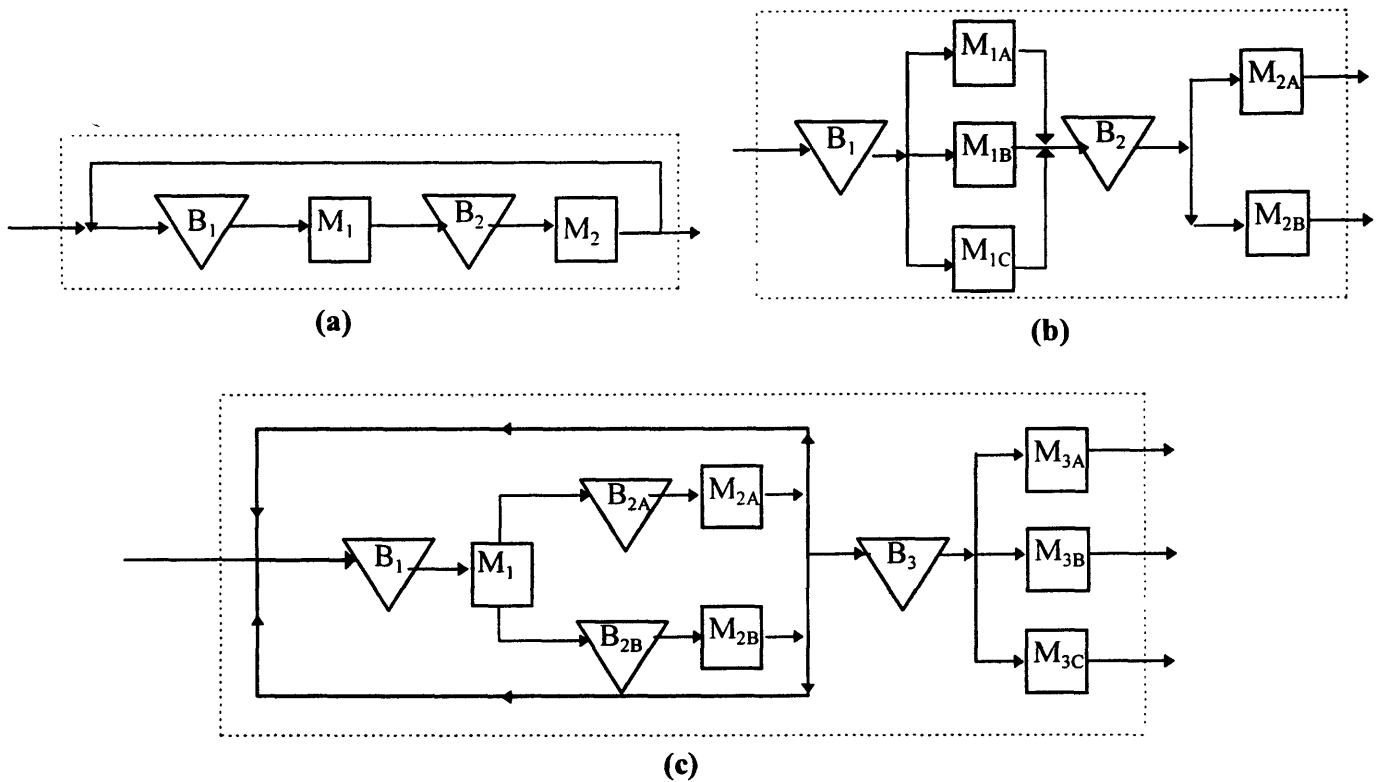 B₁ M₁ B₂ M₂
(a)
M₁A
M₂A
B₁ M₁B B₂
M₂B
M₁C
(b)
M₃A
B₂A M₂A
B₁ M₁ B₃ M₃B
B₂B M₂B
M₃C
(c)